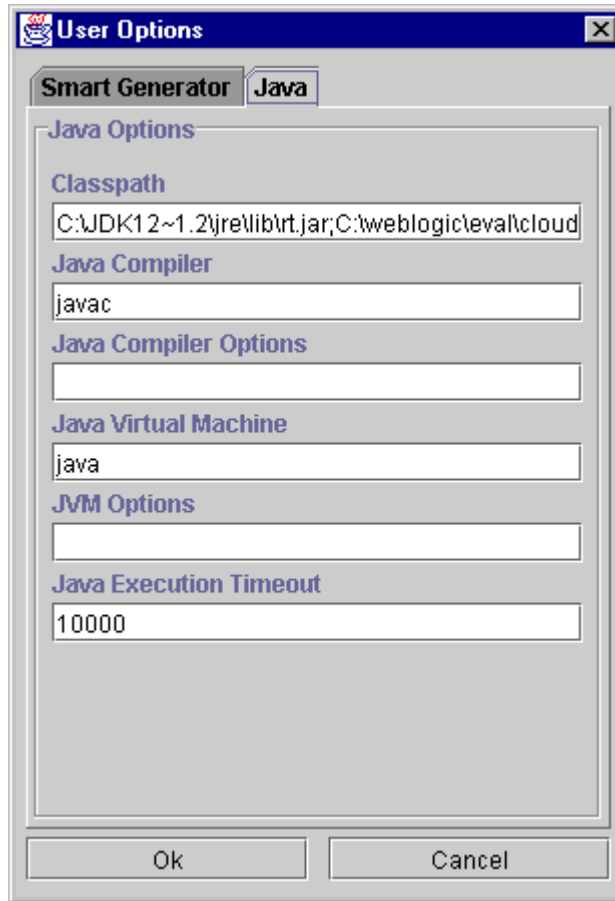 User Options
Smart Generator Java
Java Options
Classpath
C:\JDK12~1.2\jre\lib\rt.jar;C:\weblogic\eval\cloud
Java Compiler
javac
Java Compiler Options
Java Virtual Machine
java
JVM Options
Java Execution Timeout
10000
Ok Cancel